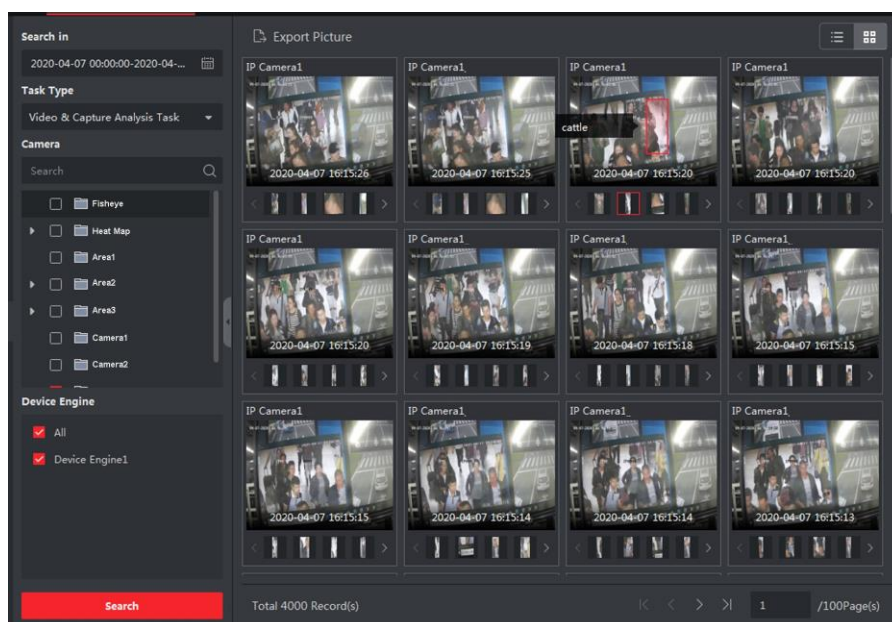 Search in
2020-04-07 00:00:00-2020-04-...
Task Type
Video & Capture Analysis Task
Camera
Search
Fisheye
Heat Map
Area1
Area2
Area3
Camera1
Camera2
Device Engine
All
Device Engine1
Search
Export Picture
IP Camera1
IP Camera1
IP Camera1
IP Camera1
cattle
2020-04-07 16:15:26
2020-04-07 16:15:25
2020-04-07 16:15:20
2020-04-07 16:15:20
IP Camera1
IP Camera1
IP Camera1
IP Camera1
2020-04-07 16:15:20
2020-04-07 16:15:19
2020-04-07 16:15:18
2020-04-07 16:15:15
IP Camera1
IP Camera1
IP Camera1
IP Camera1
2020-04-07 16:15:15
2020-04-07 16:15:14
2020-04-07 16:15:14
2020-04-07 16:15:13
Total 4000 Record(s)
1
/100Page(s)